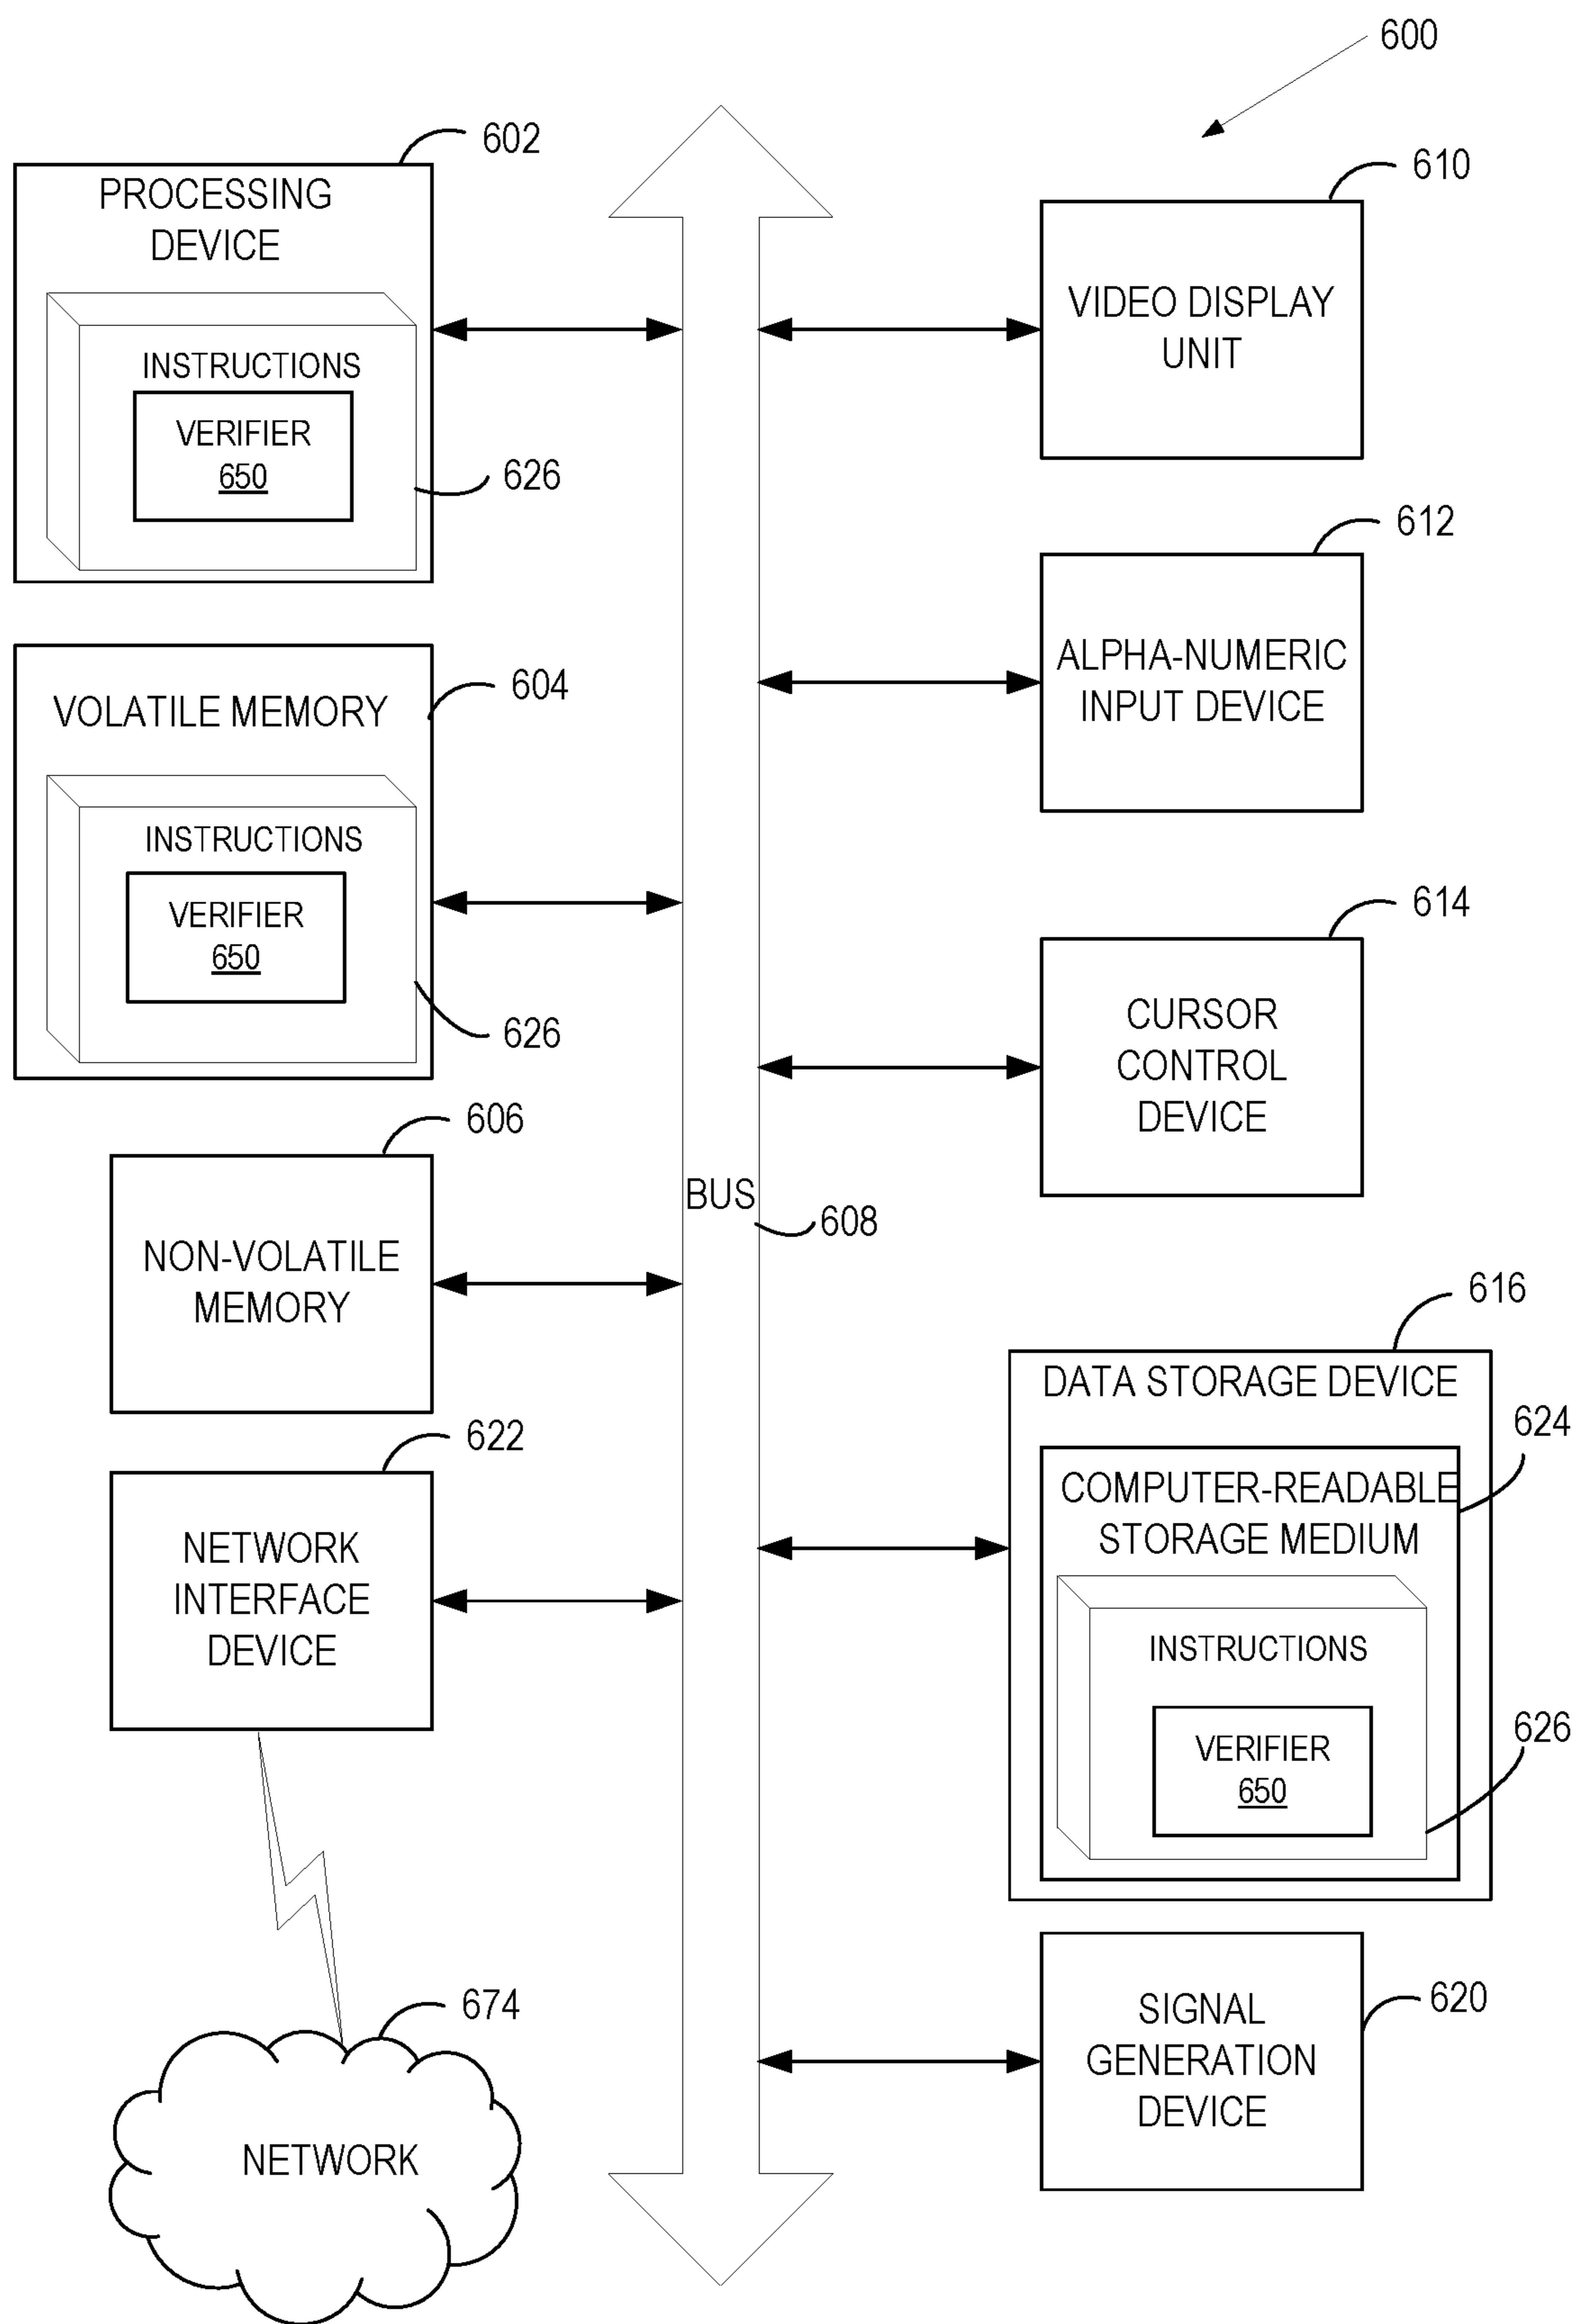 600
602
PROCESSING
DEVICE
INSTRUCTIONS
VERIFIER
650
626
604
VOLATILE MEMORY
INSTRUCTIONS
VERIFIER
650
626
606
NON-VOLATILE
MEMORY
622
NETWORK
INTERFACE
DEVICE
674
NETWORK
BUS
608
610
VIDEO DISPLAY
UNIT
612
ALPHA-NUMERIC
INPUT DEVICE
614
CURSOR
CONTROL
DEVICE
616
DATA STORAGE DEVICE
624
COMPUTER-READABLE
STORAGE MEDIUM
INSTRUCTIONS
VERIFIER
650
626
620
SIGNAL
GENERATION
DEVICE